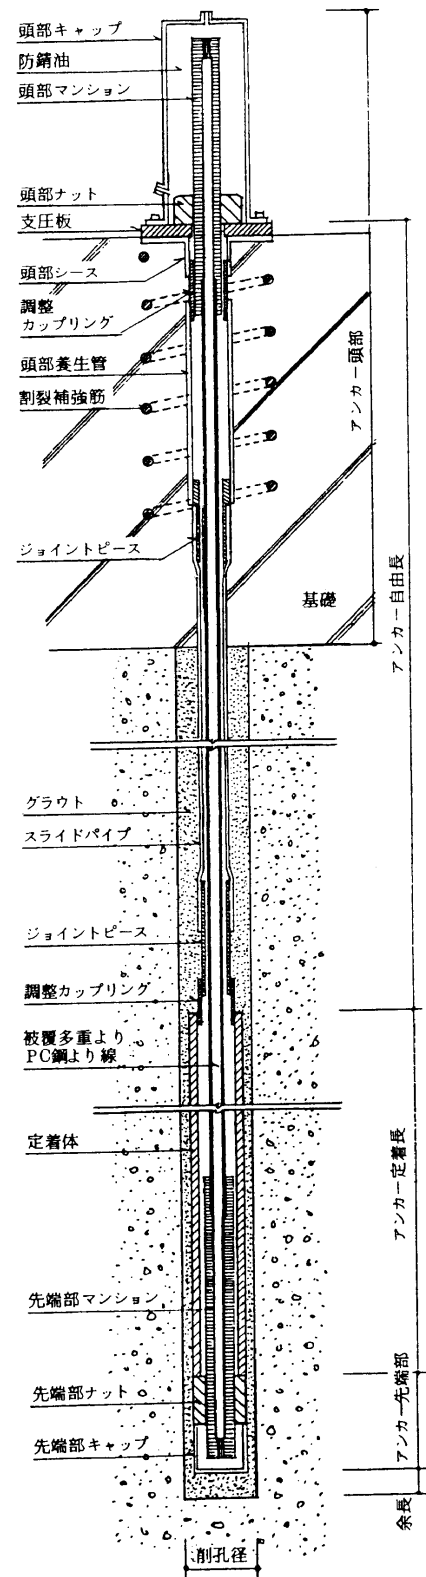 頭部キャップ
防錆油
頭部マンション
頭部ナット
支圧板
頭部シース
調整
カップリング
頭部養生管
割裂補強筋
ジョイントピース
基礎
グラウト
スライドパイプ
ジョイントピース
調整カップリング
被覆多重より
PC鋼より線
定着体
先端部マンション
先端部ナット
先端部キャップ
削孔径
アンカー頭部
アンカー自由長
アンカー定着長
アンカー先端部
余長